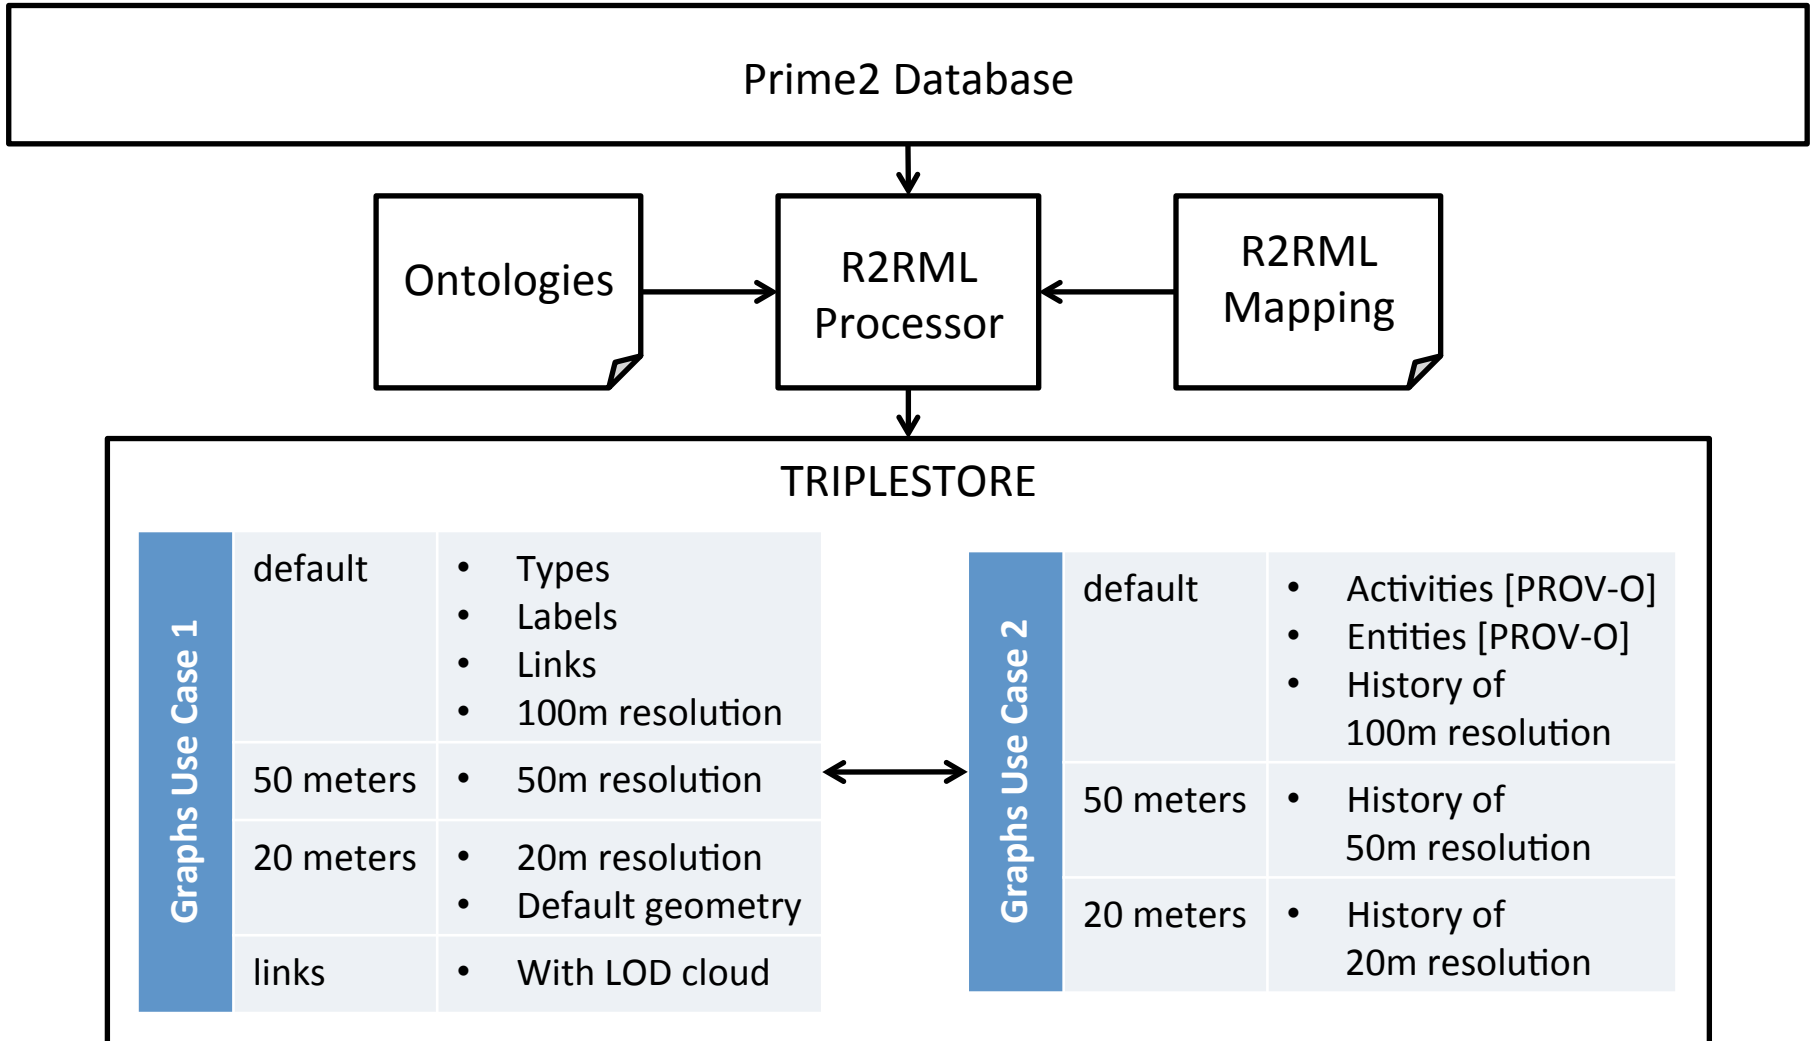 Prime2 Database
Ontologies
R2RML
Processor
R2RML
Mapping
TRIPLESTORE
Graphs Use Case 1
default
• Types
• Labels
• Links
• 100m resolution
50 meters
• 50m resolution
20 meters
• 20m resolution
• Default geometry
links
• With LOD cloud
Graphs Use Case 2
default
• Activities [PROV-O]
• Entities [PROV-O]
• History of
100m resolution
50 meters
• History of
50m resolution
20 meters
• History of
20m resolution